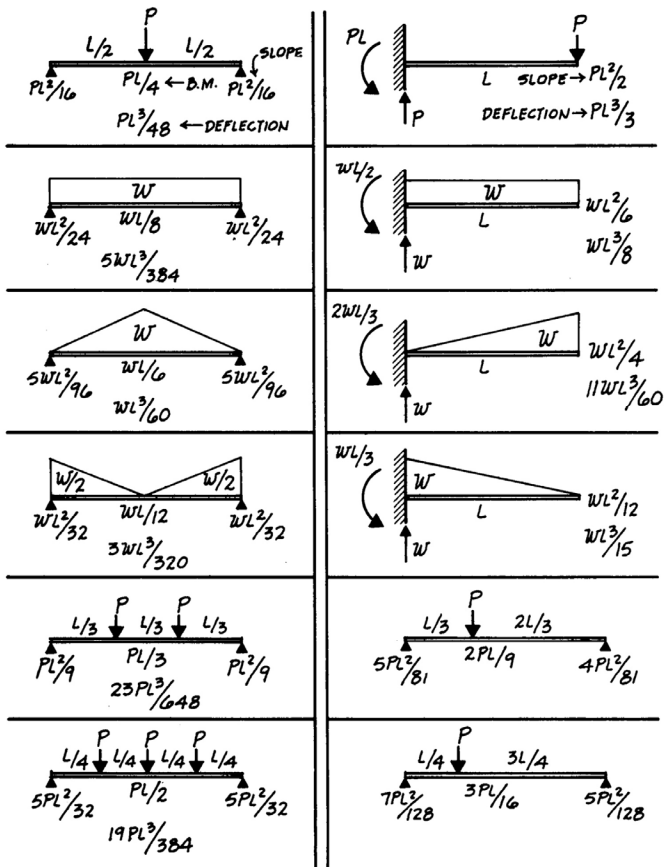 P
L/2 L/2 SLOPE
PL²/16 PL/4 ← B.M. PL²/16
PL³/48 ← DEFLECTION
W
WL²/24 WL/8 WL²/24
5WL³/384
W
5WL²/96 WL/6 5WL²/96
WL³/60
W/2 W/2
WL²/32 WL/12 WL²/32
3WL³/320
P P
L/3 L/3 L/3
PL²/9 PL/3 PL²/9
23PL³/648
P P P
L/4 L/4 L/4 L/4
5PL²/32 PL/2 5PL²/32
19PL³/384
PL P
L SLOPE → PL²/2
P DEFLECTION → PL³/3
WL/2 W
L WL²/6
W WL³/8
2WL/3 W
L WL²/4
W 11WL³/60
WL/3 W
L WL²/12
W WL³/15
P
L/3 2L/3
5PL²/81 2PL/9 4PL²/81
P
L/4 3L/4
7PL²/128 3PL/16 5PL²/128